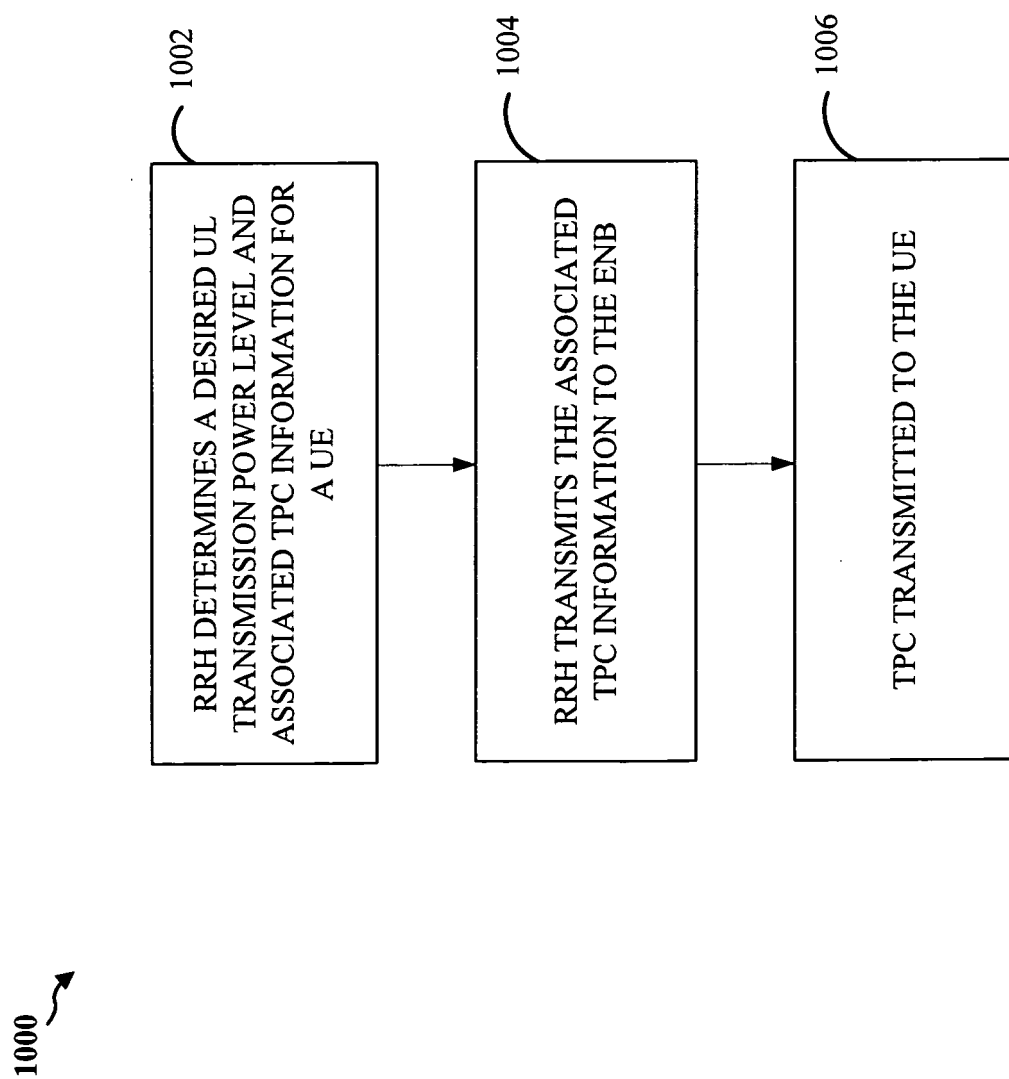 1000
RRH DETERMINES A DESIRED UL
TRANSMISSION POWER LEVEL AND
ASSOCIATED TPC INFORMATION FOR
A UE
1002
RRH TRANSMITS THE ASSOCIATED
TPC INFORMATION TO THE ENB
1004
TPC TRANSMITTED TO THE UE
1006